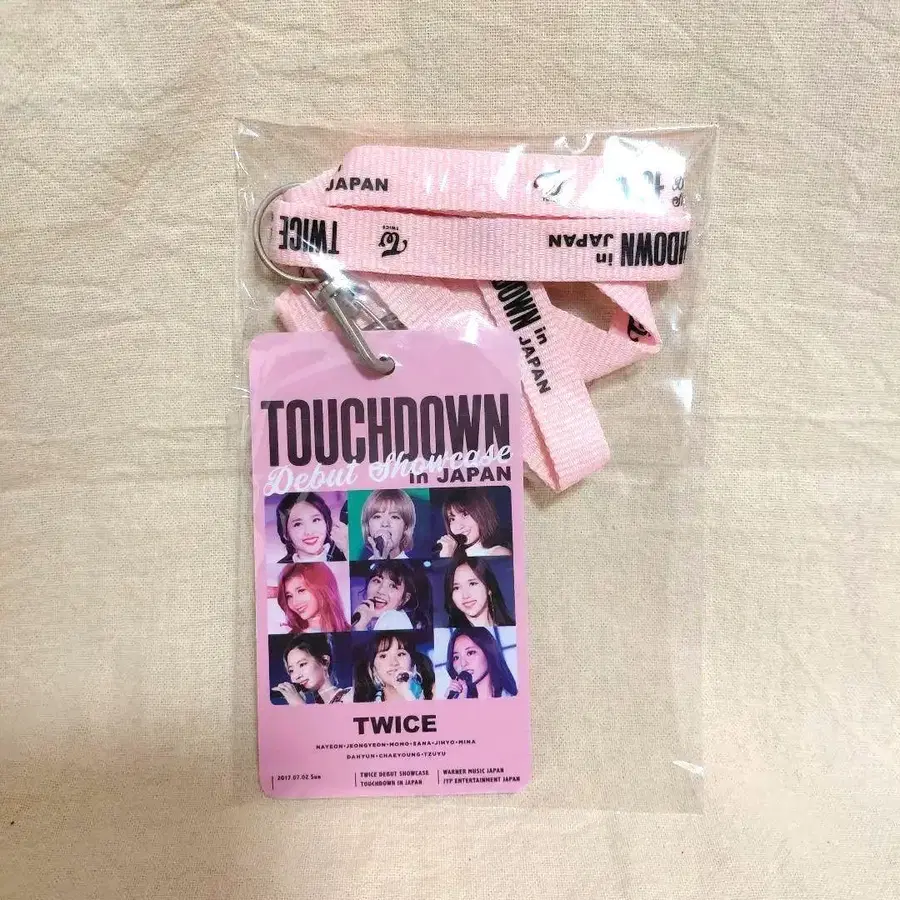 JAPAN
TWICE
TWICE
TOUCHDOWN
in
JAPAN
DOWN
in
JAPAN
TOUCHDOWN
Debut Showcase
in JAPAN
TWICE
NAYEON・JEONGYEON・MOMO・SANA・JIHYO・MINA
DAHYUN・CHAEYOUNG・TZUYU
2017.07.02 Sun
TWICE DEBUT SHOWCASE
TOUCHDOWN IN JAPAN
WARNER MUSIC JAPAN
JYP ENTERTAINMENT JAPAN